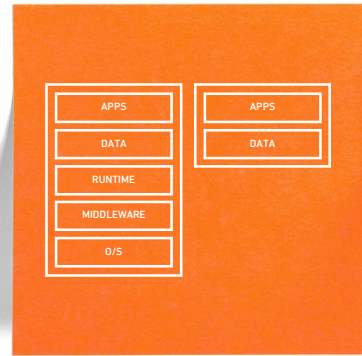 APPS
DATA
RUNTIME
MIDDLEWARE
O/S
APPS
DATA